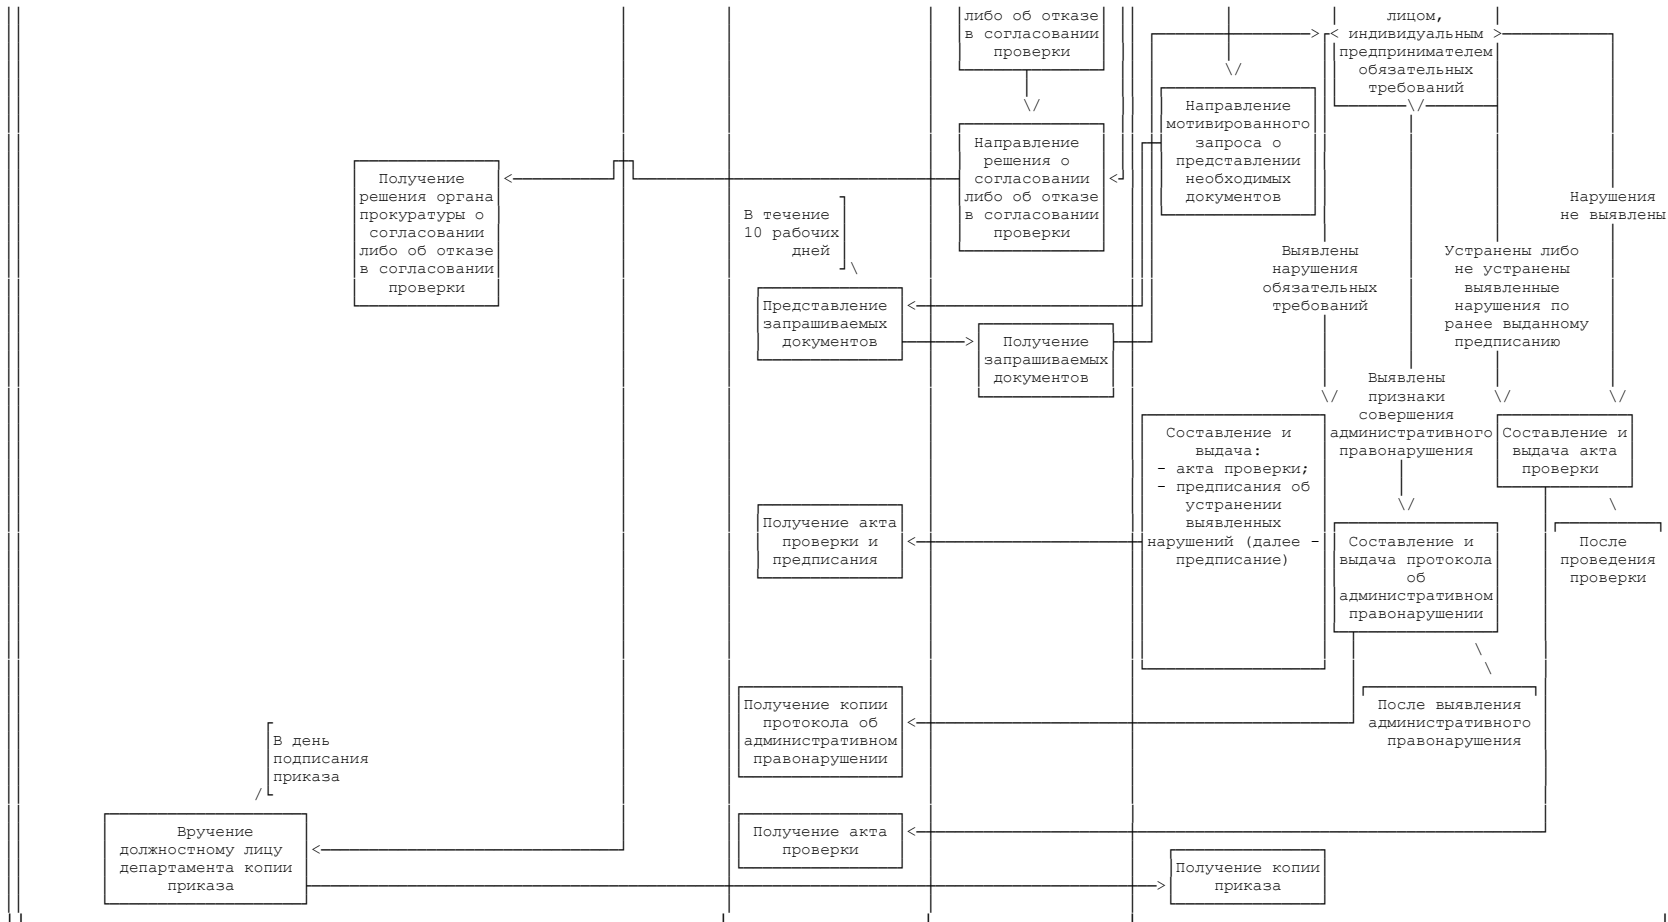 либо об отказе
в согласовании
проверки
лицом,
индивидуальным
предпринимателем
обязательных
требований
Направление
мотивированного
запроса о
представлении
необходимых
документов
Направление
решения о
согласовании
либо об отказе
в согласовании
проверки
Получение
решения органа
прокуратуры о
согласовании
либо об отказе
в согласовании
проверки
В течение
10 рабочих
дней
Нарушения
не выявлены
Выявлены
нарушения
обязательных
требований
Устранены либо
не устранены
выявленные
нарушения по
ранее выданному
предписанию
Представление
запрашиваемых
документов
Получение
запрашиваемых
документов
Выявлены
признаки
совершения
административного
правонарушения
Составление и
выдача:
- акта проверки;
- предписания об
устранении
выявленных
нарушений (далее -
предписание)
Составление и
выдача акта
проверки
Получение акта
проверки и
предписания
Составление и
выдача протокола
об
административном
правонарушении
После
проведения
проверки
Получение копии
протокола об
административном
правонарушении
После выявления
административного
правонарушения
В день
подписания
приказа
Вручение
должностному лицу
департамента копии
приказа
Получение акта
проверки
Получение копии
приказа